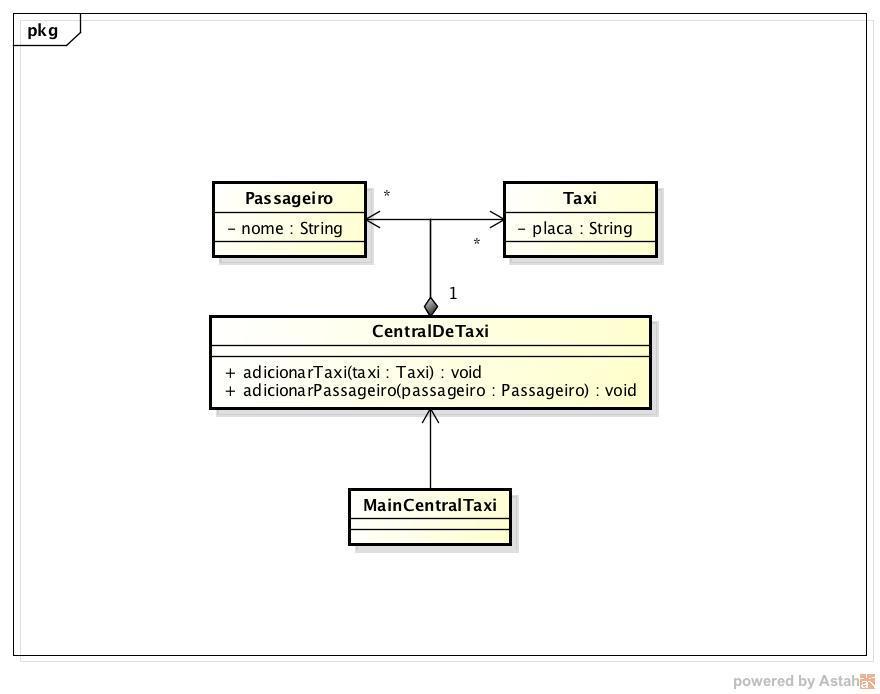 pkg
Passageiro
- nome : String
*
Taxi
- placa : String
*
1
CentralDeTaxi
+ adicionarTaxi(taxi : Taxi) : void
+ adicionarPassageiro(passageiro : Passageiro) : void
MainCentralTaxi
powered by Astah